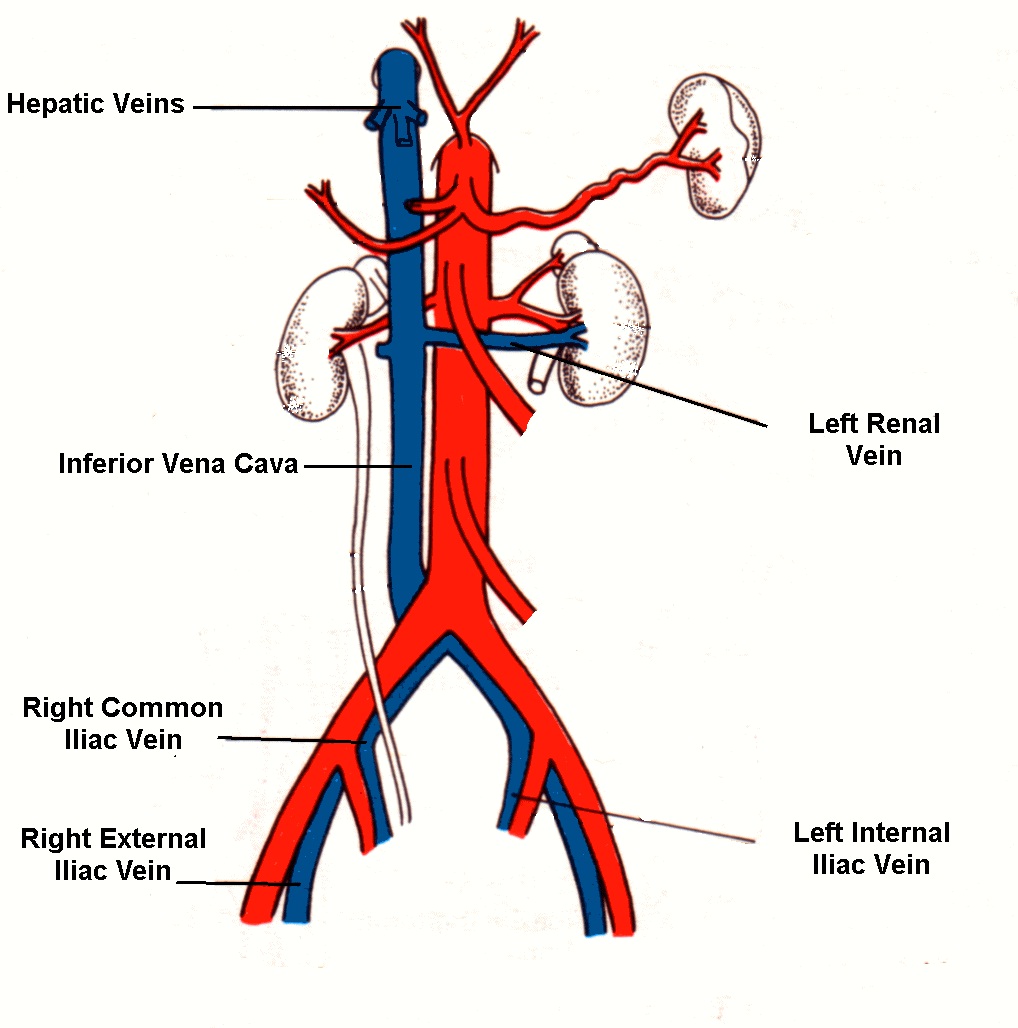 Hepatic Veins
Left Renal
Vein
Inferior Vena Cava
Right Common
Iliac Vein
Right External
Iliac Vein
Left Internal
Iliac Vein